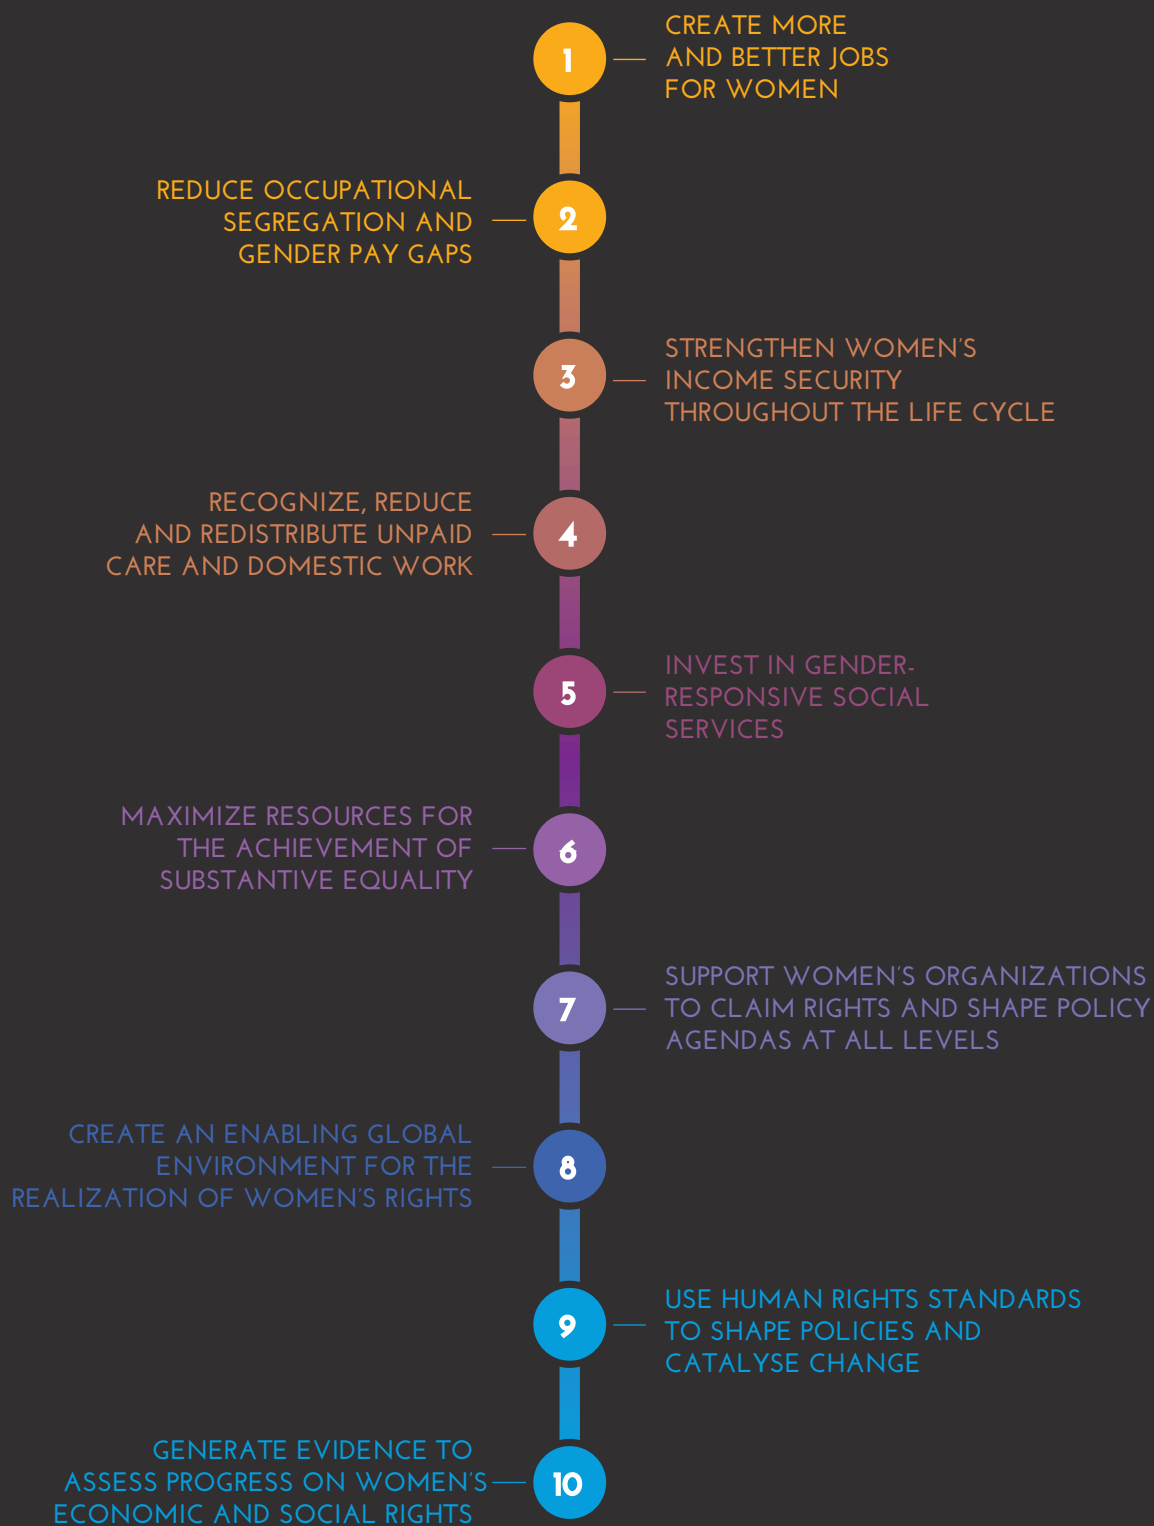 1
CREATE MORE
AND BETTER JOBS
FOR WOMEN
2
REDUCE OCCUPATIONAL
SEGREGATION AND
GENDER PAY GAPS
3
STRENGTHEN WOMEN'S
INCOME SECURITY
THROUGHOUT THE LIFE CYCLE
4
RECOGNIZE, REDUCE
AND REDISTRIBUTE UNPAID
CARE AND DOMESTIC WORK
5
INVEST IN GENDER-
RESPONSIVE SOCIAL
SERVICES
6
MAXIMIZE RESOURCES FOR
THE ACHIEVEMENT OF
SUBSTANTIVE EQUALITY
7
SUPPORT WOMEN'S ORGANIZATIONS
TO CLAIM RIGHTS AND SHAPE POLICY
AGENDAS AT ALL LEVELS
8
CREATE AN ENABLING GLOBAL
ENVIRONMENT FOR THE
REALIZATION OF WOMEN'S RIGHTS
9
USE HUMAN RIGHTS STANDARDS
TO SHAPE POLICIES AND
CATALYSE CHANGE
10
GENERATE EVIDENCE TO
ASSESS PROGRESS ON WOMEN'S
ECONOMIC AND SOCIAL RIGHTS